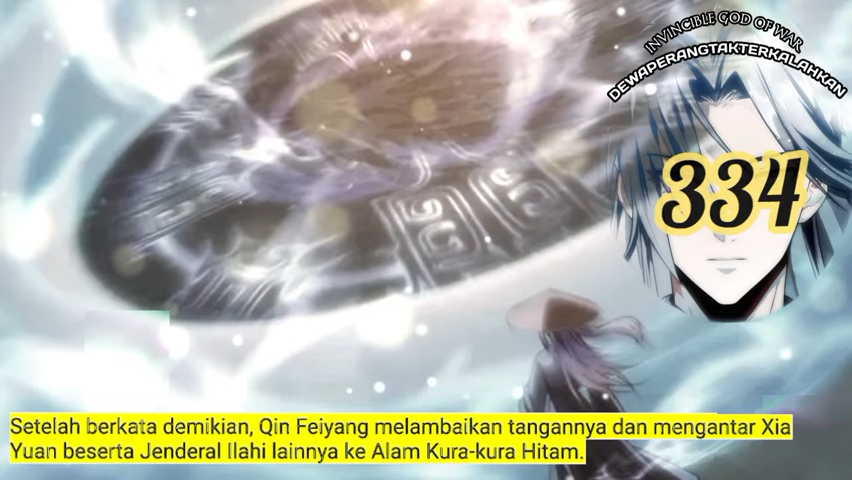 INVINCIBLE GOD OF WAR
DEWAPERANGTAKTERKALAHKAN
334
Setelah berkata demikian, Qin Feiyang melambaikan tangannya dan mengantar Xia
Yuan beserta Jenderal Ilahi lainnya ke Alam Kura-kura Hitam.